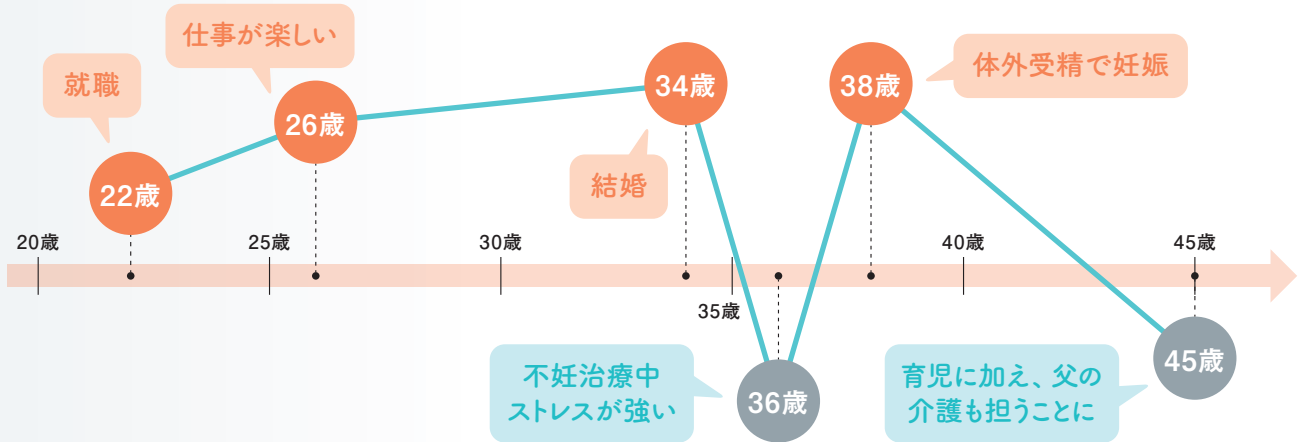 仕事が楽しい
就職
26歳
34歳
38歳
体外受精で妊娠
22歳
結婚
20歳
25歳
30歳
35歳
40歳
45歳
不妊治療中
ストレスが強い
36歳
育児に加え、父の
介護も担うことに
45歳